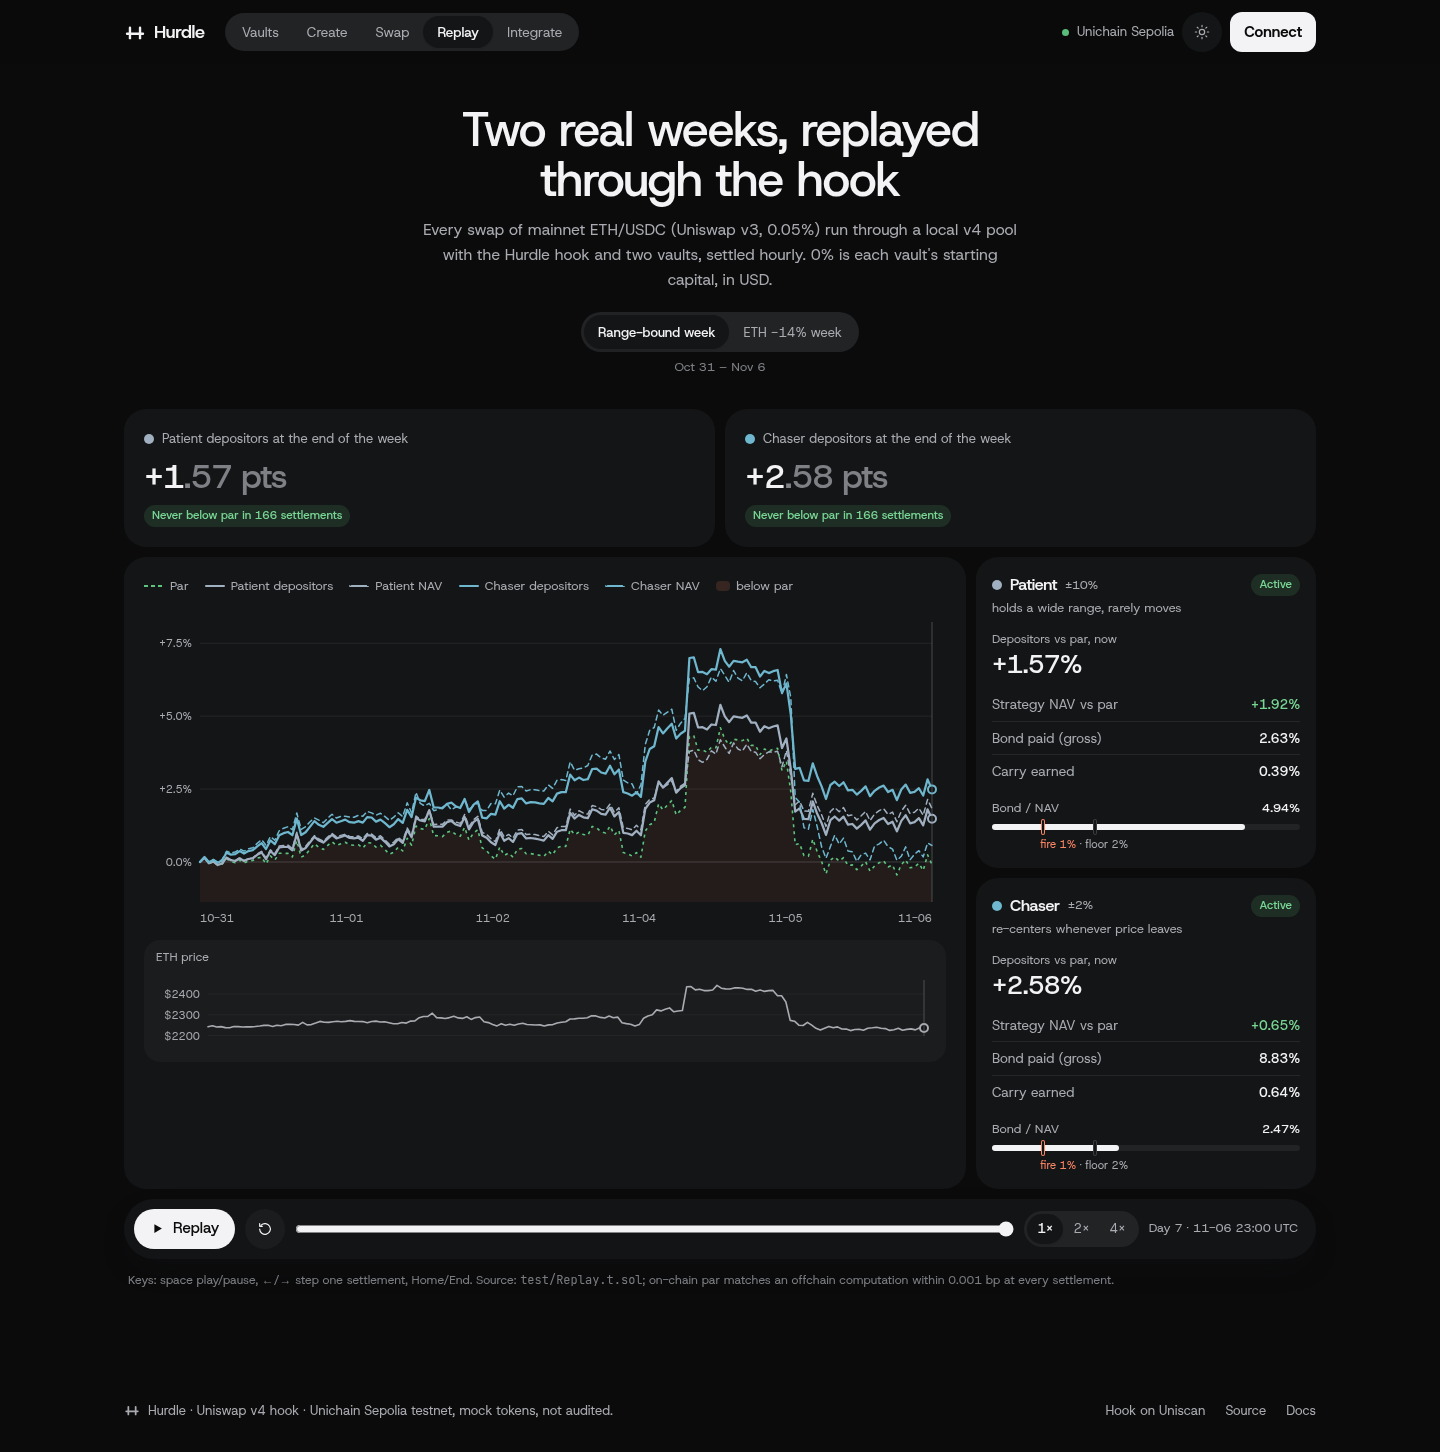 Hurdle
Vaults
Create
Swap
Replay
Integrate
Unichain Sepolia
Connect
Two real weeks, replayed
through the hook
Every swap of mainnet ETH/USDC (Uniswap v3, 0.05%) run through a local v4 pool
with the Hurdle hook and two vaults, settled hourly. 0% is each vault's starting
capital, in USD.
Range-bound week
ETH −14% week
Oct 31 – Nov 6
Patient depositors at the end of the week
+1.57 pts
Never below par in 166 settlements
Chaser depositors at the end of the week
+2.58 pts
Never below par in 166 settlements
Par
Patient depositors
Patient NAV
Chaser depositors
Chaser NAV
below par
+7.5%
+5.0%
+2.5%
0.0%
10-31
11-01
11-02
11-04
11-05
11-06
ETH price
$2400
$2300
$2200
Patient ±10%
Active
holds a wide range, rarely moves
Depositors vs par, now
+1.57%
Strategy NAV vs par +1.92%
Bond paid (gross) 2.63%
Carry earned 0.39%
Bond / NAV 4.94%
fire 1% · floor 2%
Chaser ±2%
Active
re-centers whenever price leaves
Depositors vs par, now
+2.58%
Strategy NAV vs par +0.65%
Bond paid (gross) 8.83%
Carry earned 0.64%
Bond / NAV 2.47%
fire 1% · floor 2%
Replay
1×
2×
4×
Day 7 · 11-06 23:00 UTC
Keys: space play/pause, ←/→ step one settlement, Home/End. Source: test/Replay.t.sol; on-chain par matches an offchain computation within 0.001 bp at every settlement.
Hurdle · Uniswap v4 hook · Unichain Sepolia testnet, mock tokens, not audited.
Hook on Uniscan
Source
Docs